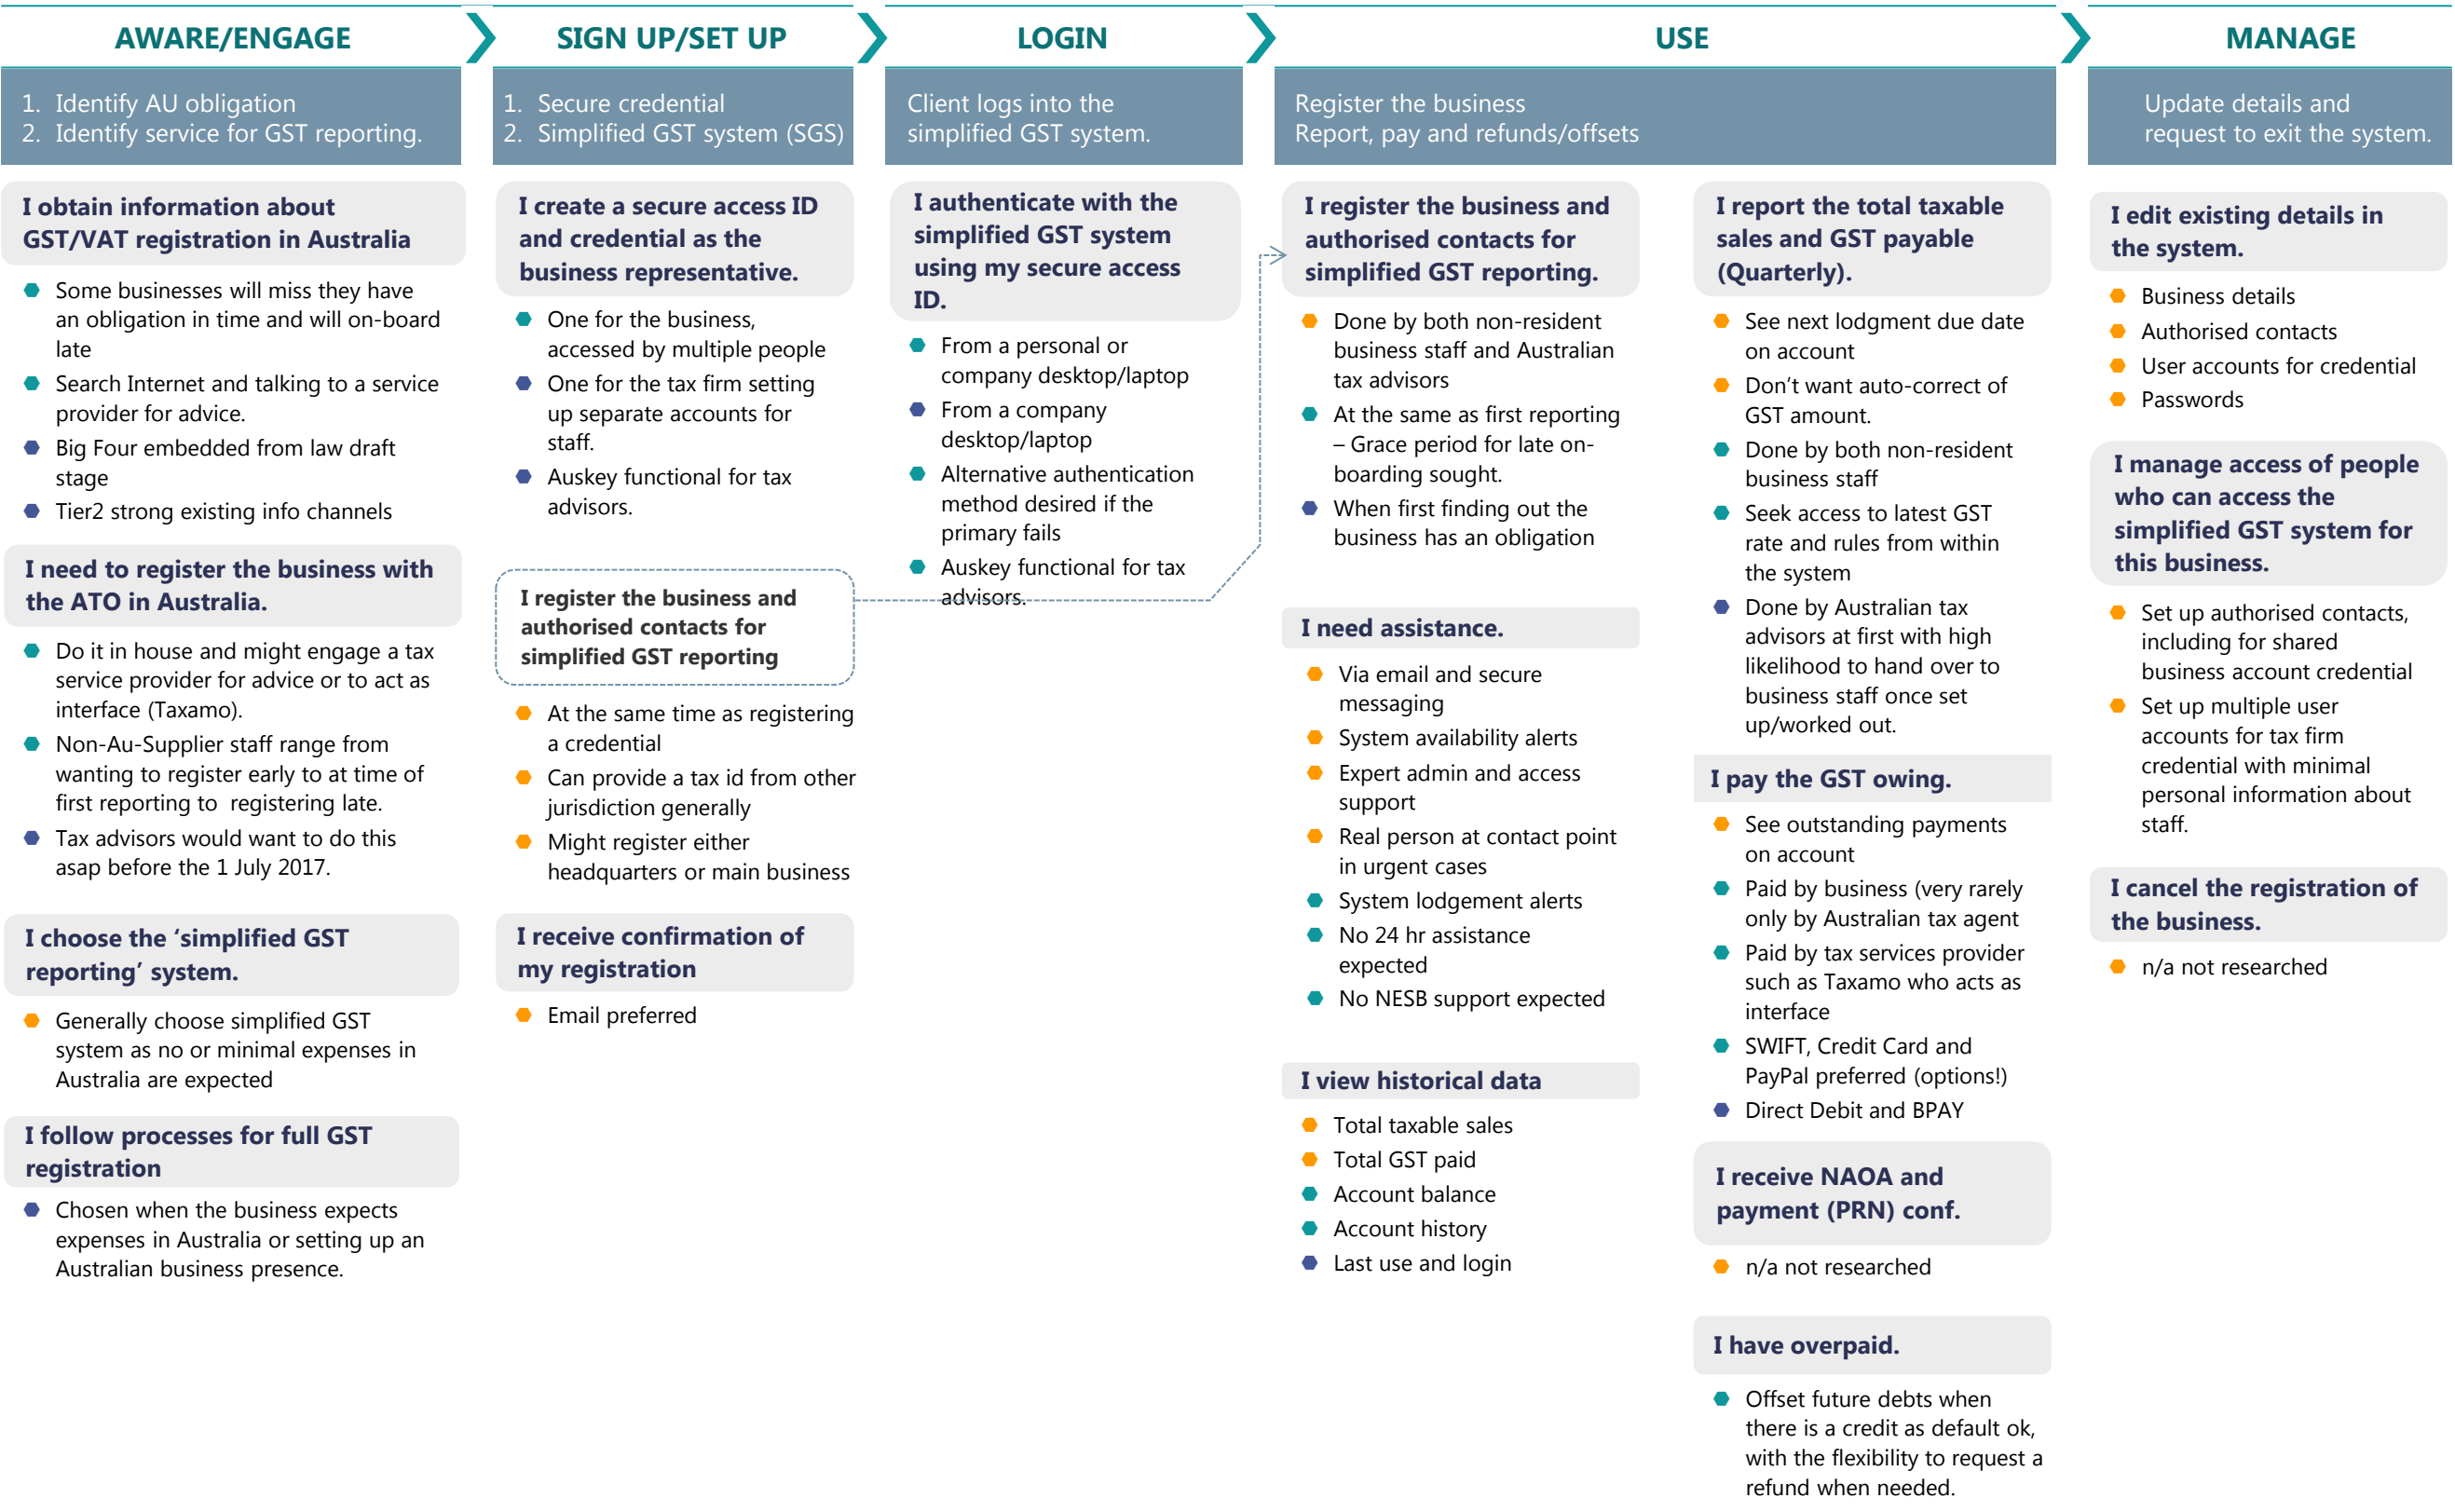 AWARE/ENGAGE
1. Identify AU obligation
2. Identify service for GST reporting.
I obtain information about
GST/VAT registration in Australia
Some businesses will miss they have
an obligation in time and will on-board
late
Search Internet and talking to a service
provider for advice.
Big Four embedded from law draft
stage
Tier2 strong existing info channels
I need to register the business with
the ATO in Australia.
Do it in house and might engage a tax
service provider for advice or to act as
interface (Taxamo).
Non-Au-Supplier staff range from
wanting to register early to at time of
first reporting to registering late.
Tax advisors would want to do this
asap before the 1 July 2017.
I choose the ‘simplified GST
reporting’ system.
Generally choose simplified GST
system as no or minimal expenses in
Australia are expected
I follow processes for full GST
registration
Chosen when the business expects
expenses in Australia or setting up an
Australian business presence.
SIGN UP/SET UP
1. Secure credential
2. Simplified GST system (SGS)
I create a secure access ID
and credential as the
business representative.
One for the business,
accessed by multiple people
One for the tax firm setting
up separate accounts for
staff.
Auskey functional for tax
advisors.
I register the business and
authorised contacts for
simplified GST reporting
At the same time as registering
a credential
Can provide a tax id from other
jurisdiction generally
Might register either
headquarters or main business
I receive confirmation of
my registration
Email preferred
LOGIN
Client logs into the
simplified GST system.
I authenticate with the
simplified GST system
using my secure access
ID.
From a personal or
company desktop/laptop
From a company
desktop/laptop
Alternative authentication
method desired if the
primary fails
Auskey functional for tax
advisors.
USE
Register the business
Report, pay and refunds/offsets
I register the business and
authorised contacts for
simplified GST reporting.
Done by both non-resident
business staff and Australian
tax advisors
At the same as first reporting
– Grace period for late on-
boarding sought.
When first finding out the
business has an obligation
I need assistance.
Via email and secure
messaging
System availability alerts
Expert admin and access
support
Real person at contact point
in urgent cases
System lodgement alerts
No 24 hr assistance
expected
No NESB support expected
I view historical data
Total taxable sales
Total GST paid
Account balance
Account history
Last use and login
I report the total taxable
sales and GST payable
(Quarterly).
See next lodgment due date
on account
Don’t want auto-correct of
GST amount.
Done by both non-resident
business staff
Seek access to latest GST
rate and rules from within
the system
Done by Australian tax
advisors at first with high
likelihood to hand over to
business staff once set
up/worked out.
I pay the GST owing.
See outstanding payments
on account
Paid by business (very rarely
only by Australian tax agent
Paid by tax services provider
such as Taxamo who acts as
interface
SWIFT, Credit Card and
PayPal preferred (options!)
Direct Debit and BPAY
I receive NAOA and
payment (PRN) conf.
n/a not researched
I have overpaid.
Offset future debts when
there is a credit as default ok,
with the flexibility to request a
refund when needed.
MANAGE
Update details and
request to exit the system.
I edit existing details in
the system.
Business details
Authorised contacts
User accounts for credential
Passwords
I manage access of people
who can access the
simplified GST system for
this business.
Set up authorised contacts,
including for shared
business account credential
Set up multiple user
accounts for tax firm
credential with minimal
personal information about
staff.
I cancel the registration of
the business.
n/a not researched